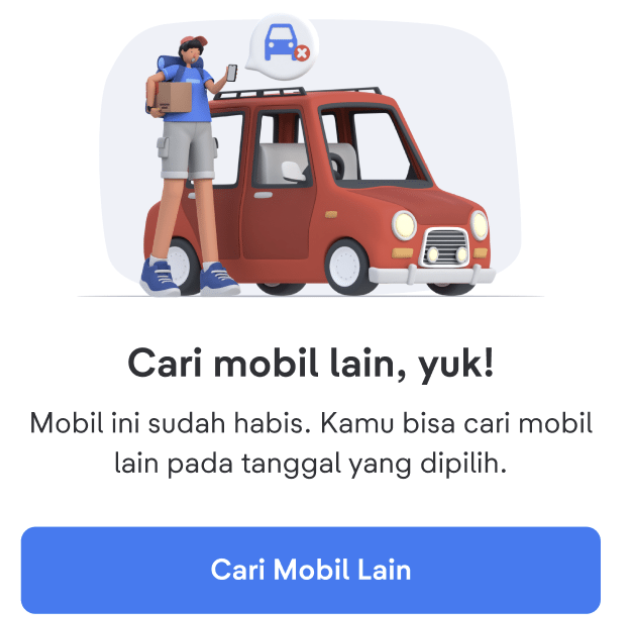 Cari mobil lain, yuk!
Mobil ini sudah habis. Kamu bisa cari mobil
lain pada tanggal yang dipilih.
Cari Mobil Lain